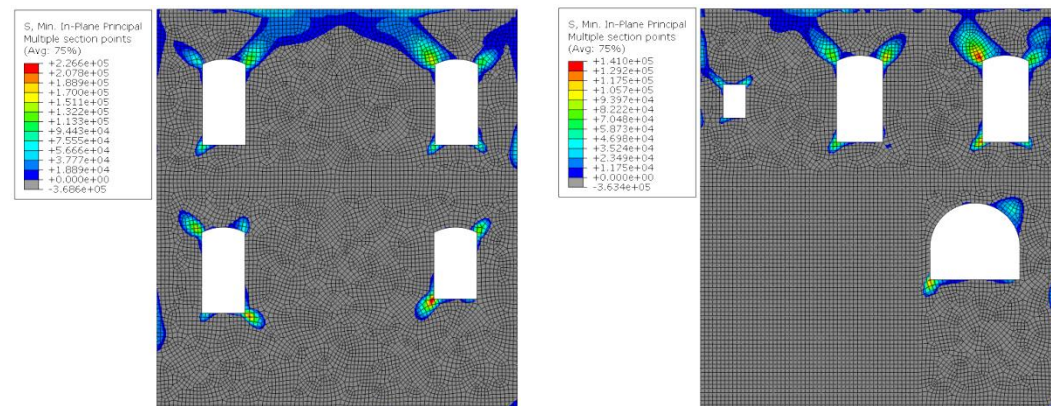 S, Min. In-Plane Principal
Multiple section points
(Avg: 75%)
+2.266e+05
+2.078e+05
+1.889e+05
+1.700e+05
+1.511e+05
+1.322e+05
+1.133e+05
+9.443e+04
+7.555e+04
+5.666e+04
+3.777e+04
+1.889e+04
+0.000e+00
-3.686e+05
S, Min. In-Plane Principal
Multiple section points
(Avg: 75%)
+1.410e+05
+1.292e+05
+1.175e+05
+1.057e+05
+9.397e+04
+8.222e+04
+7.048e+04
+5.873e+04
+4.698e+04
+3.524e+04
+2.349e+04
+1.175e+04
+0.000e+00
-3.634e+05